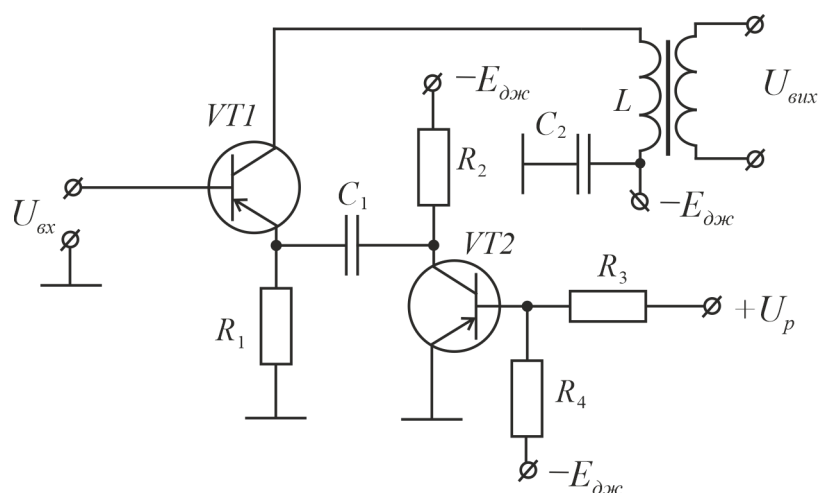 −Eдж
VT1
L
Uвих
C2
R2
C1
−Eдж
Uвх
VT2
R3
+Uр
R1
R4
−Eдж